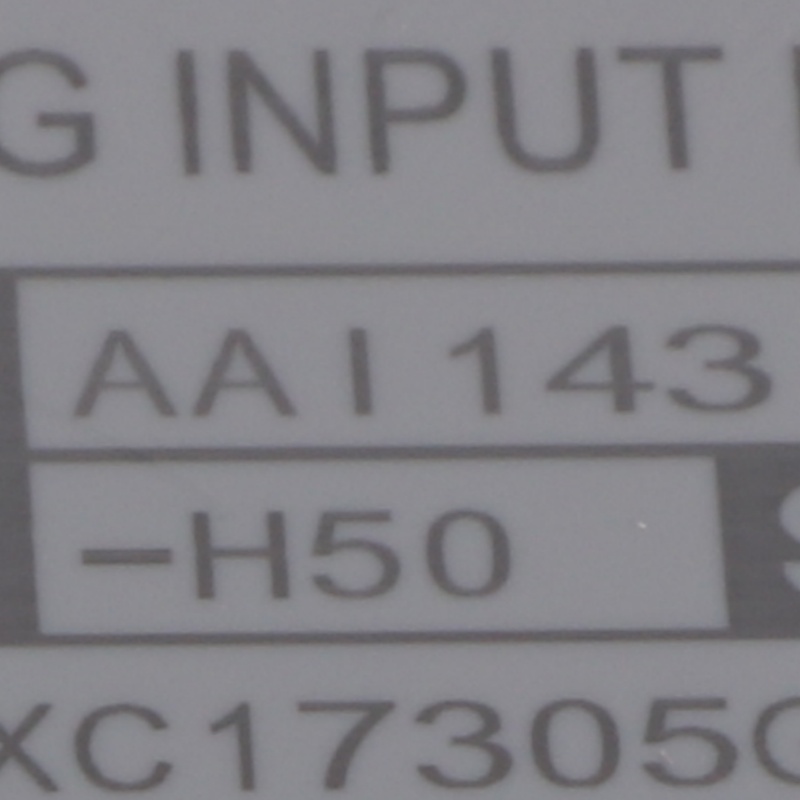 G INPUT
AAI143
-H50
XC17305